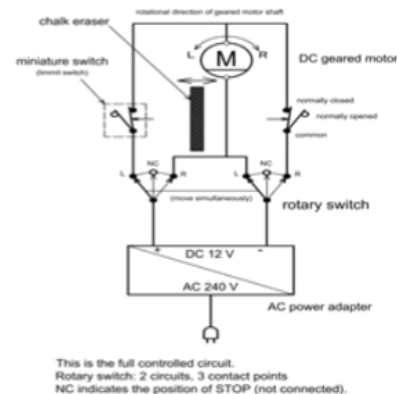 rotational direction of geared motor shaft
chalk eraser
L R
M
DC geared motor
miniature switch
(limmit switch)
normally closed
normally opened
common
NC
L R
NC
L R
(move simultaneously)
rotary switch
+ -
DC 12 V
AC 240 V
AC power adapter
This is the full controlled circuit.
Rotary switch: 2 circuits, 3 contact points
NC indicates the position of STOP (not connected).